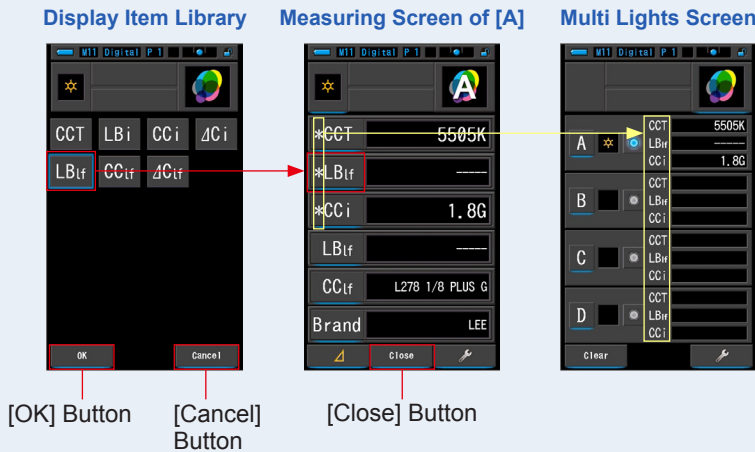 Display Item Library
Measuring Screen of [A]
Multi Lights Screen
M11 Digital P 1
CCT LBi CCi ⊿Ci
LBlf CClf ⊿Clf
OK
Cancel
[OK] Button
[Cancel]
Button
M11 Digital P 1
A
*CCT 5505K
*LBlf -----
*CCi 1.8G
LBlf -----
CClf L278 1/8 PLUS G
Brand LEE
⊿ Close
[Close] Button
M11 Digital P 1
A
CCT 5505K
LBlf -----
CCi 1.8G
B
CCT
LBlf
CCi
C
CCT
LBlf
CCi
D
CCT
LBlf
CCi
Clear